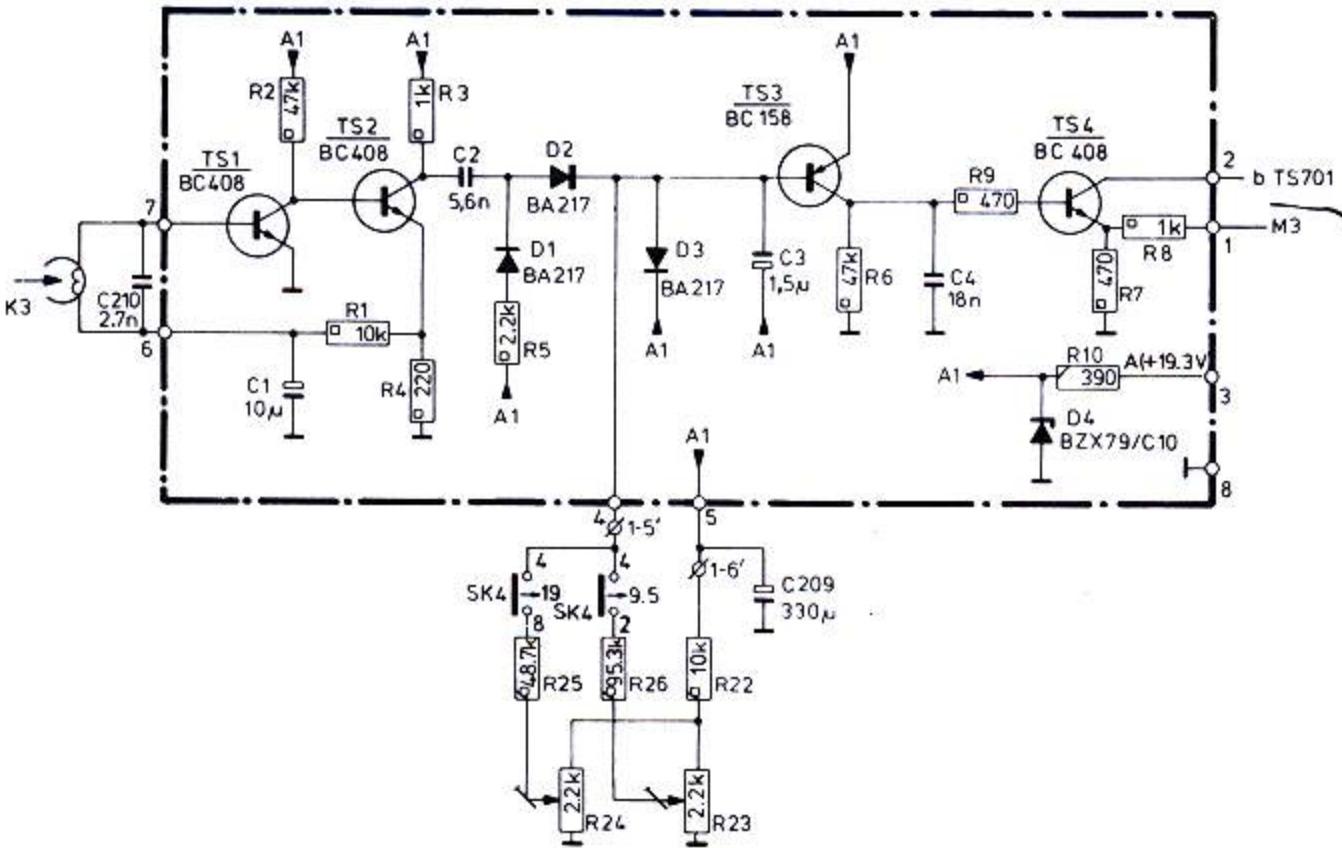 A1
A1
A1
R2
47k
1k
R3
TS1
BC408
TS2
BC408
C2
5,6n
D2
BA217
TS3
BC158
TS4
BC 408
R9
470
2
b TS701
1k
R8
1
M3
7
K3
C210
2.7n
6
R1
10k
C1
10µ
R4
220
D1
BA217
2.2k
R5
A1
D3
BA217
A1
C3
1,5µ
A1
47k
R6
C4
18n
470
R7
A1
R10
390
A(+19.3V
3
D4
BZX79/C10
8
A1
4
1-5'
5
1-6'
SK4
4
19
8
SK4
4
9.5
2
C209
330µ
48.7k
R25
95.3k
R26
10k
R22
2.2k
R24
2.2k
R23